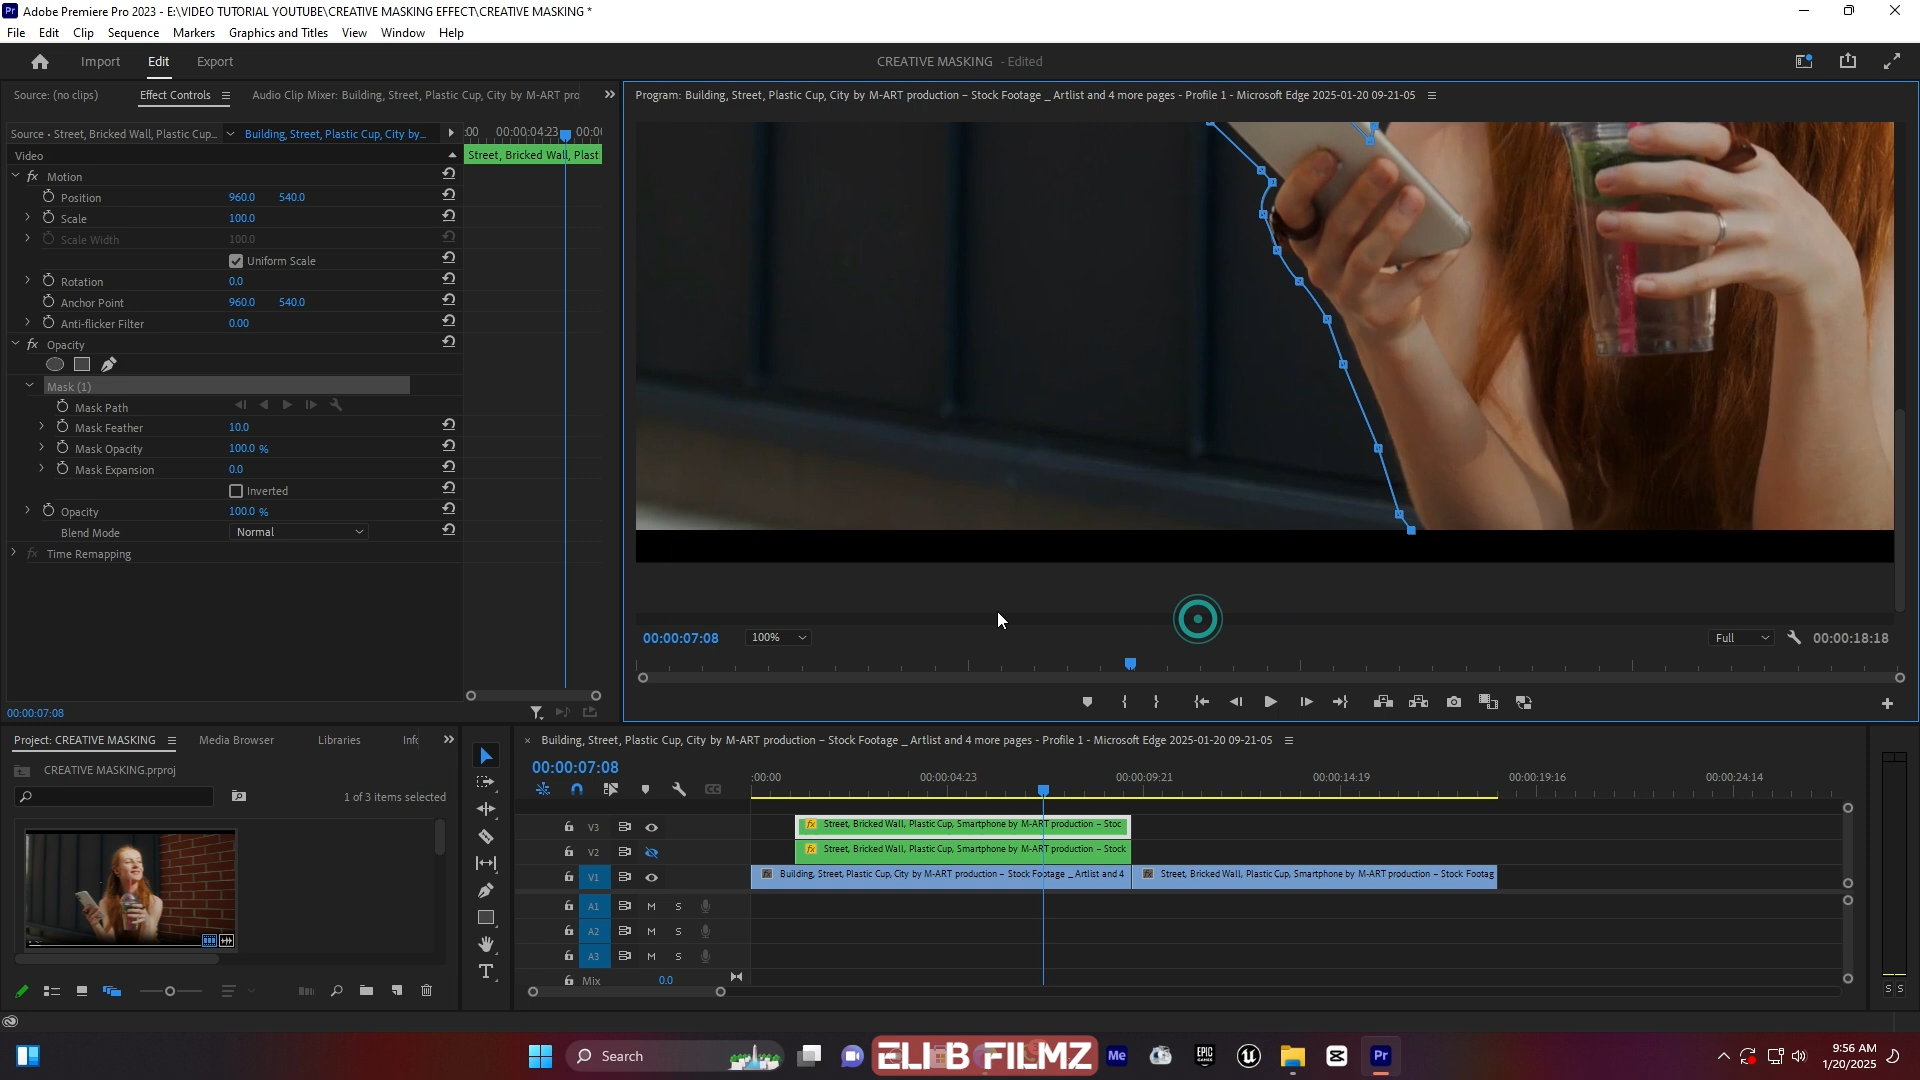 Adobe Premiere Pro 2023 - E:\VIDEO TUTORIAL YOUTUBE\CREATIVE MASKING EFFECT\CREATIVE MASKING *
File Edit Clip Sequence Markers Graphics and Titles View Window Help
Import Edit Export
CREATIVE MASKING - Edited
Source: (no clips) Effect Controls Audio Clip Mixer: Building, Street, Plastic Cup, City by M-ART pro
Program: Building, Street, Plastic Cup, City by M-ART production – Stock Footage _ Artlist and 4 more pages - Profile 1 - Microsoft Edge 2025-01-20 09-21-05
Source • Street, Bricked Wall, Plastic Cup... Building, Street, Plastic Cup, City by... :00 00:00:04:23 00:0
Video
Street, Bricked Wall, Plast
fx Motion
Position 960.0 540.0
Scale 100.0
Scale Width 100.0
Uniform Scale
Rotation 0.0
Anchor Point 960.0 540.0
Anti-flicker Filter 0.00
fx Opacity
Mask (1)
Mask Path
Mask Feather 10.0
Mask Opacity 100.0 %
Mask Expansion 0.0
Inverted
Opacity 100.0 %
Blend Mode Normal
fx Time Remapping
00:00:07:08 100% Full 00:00:18:18
00:00:07:08
Project: CREATIVE MASKING Media Browser Libraries Inf
CREATIVE MASKING.prproj
1 of 3 items selected
× Building, Street, Plastic Cup, City by M-ART production – Stock Footage _ Artlist and 4 more pages - Profile 1 - Microsoft Edge 2025-01-20 09-21-05
00:00:07:08
:00:00 00:00:04:23 00:00:09:21 00:00:14:19 00:00:19:16 00:00:24:14
V3 fx Street, Bricked Wall, Plastic Cup, Smartphone by M-ART production – Stoc
V2 fx Street, Bricked Wall, Plastic Cup, Smartphone by M-ART production – Stock
V1 fx Building, Street, Plastic Cup, City by M-ART production – Stock Footage _ Artlist and 4 fx Street, Bricked Wall, Plastic Cup, Smartphone by M-ART production – Stock Footag
A1 M S
A2 M S
A3 M S
Mix 0.0
S S
Search
ELI B FILMZ
Me
EPIC GAMES
Pr
9:56 AM
1/20/2025